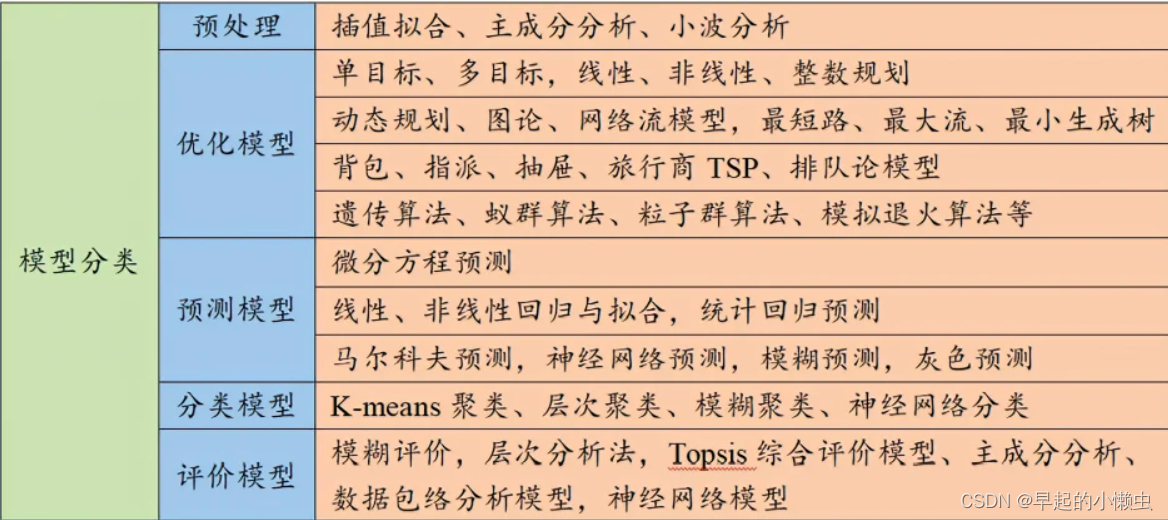 模型分类
预处理
插值拟合、主成分分析、小波分析
优化模型
单目标、多目标，线性、非线性、整数规划
动态规划、图论、网络流模型，最短路、最大流、最小生成树
背包、指派、抽屉、旅行商 TSP、排队论模型
遗传算法、蚁群算法、粒子群算法、模拟退火算法等
预测模型
微分方程预测
线性、非线性回归与拟合，统计回归预测
马尔科夫预测，神经网络预测，模糊预测，灰色预测
分类模型
K-means 聚类、层次聚类、模糊聚类、神经网络分类
评价模型
模糊评价，层次分析法，Topsis 综合评价模型、主成分分析、
数据包络分析模型，神经网络模型
CSDN @早起的小懒虫